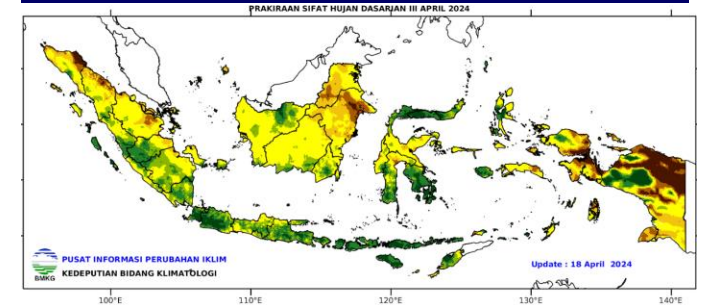 PRAKIRAAN SIFAT HUJAN DASARIAN III APRIL 2024
PUSAT INFORMASI PERUBAHAN IKLIM
KEDEPUTIAN BIDANG KLIMATOLOGI
BMKG
Update : 18 April 2024
100°E 110°E 120°E 130°E 140°E